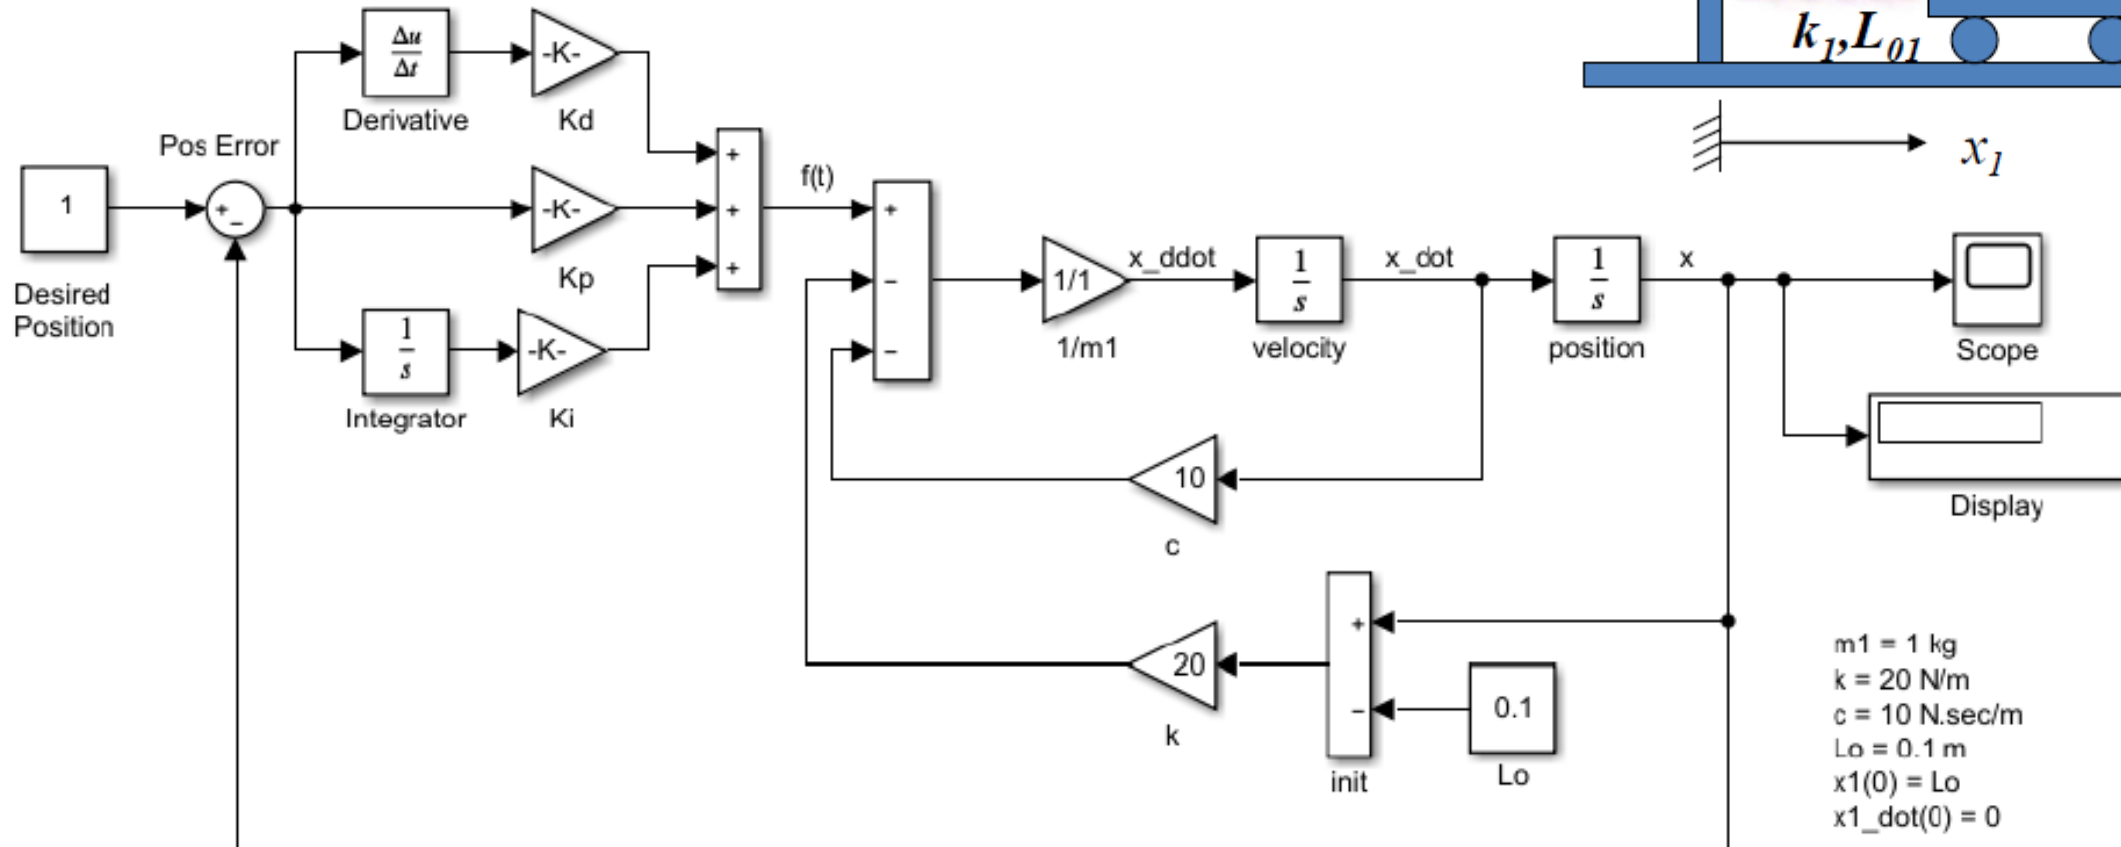 k1,L01
x1
Δu
Δt
Derivative
-K-
Kd
Pos Error
1
+
−
Desired
Position
-K-
Kp
1
s
Integrator
-K-
Ki
+
+
+
f(t)
+
−
−
1/1
1/m1
x_ddot
1
s
velocity
x_dot
1
s
position
x
Scope
Display
10
c
20
k
+
−
init
0.1
Lo
m1 = 1 kg
k = 20 N/m
c = 10 N.sec/m
Lo = 0.1 m
x1(0) = Lo
x1_dot(0) = 0